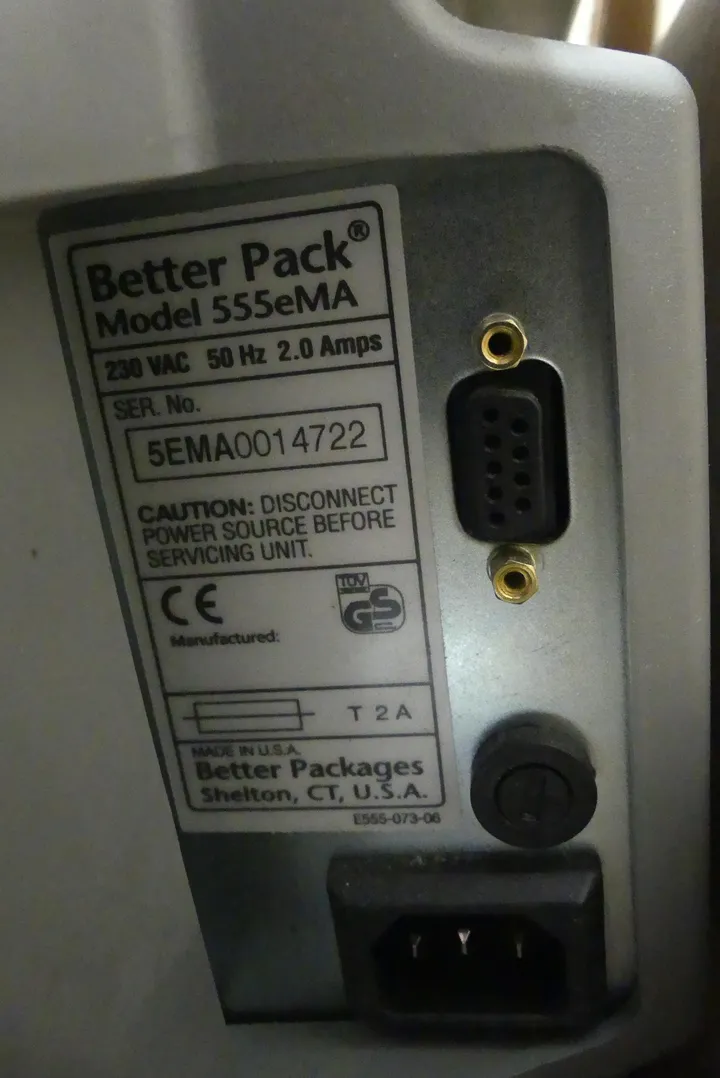 Better Pack®
Model 555eMA
230 VAC 50 Hz 2.0 Amps
SER. No.
5EMA0014722
CAUTION: DISCONNECT
POWER SOURCE BEFORE
SERVICING UNIT.
CE
TÜV
GS
Manufactured:
T 2 A
MADE IN U.S.A.
Better Packages
Shelton, CT, U.S.A.
E555-073-06